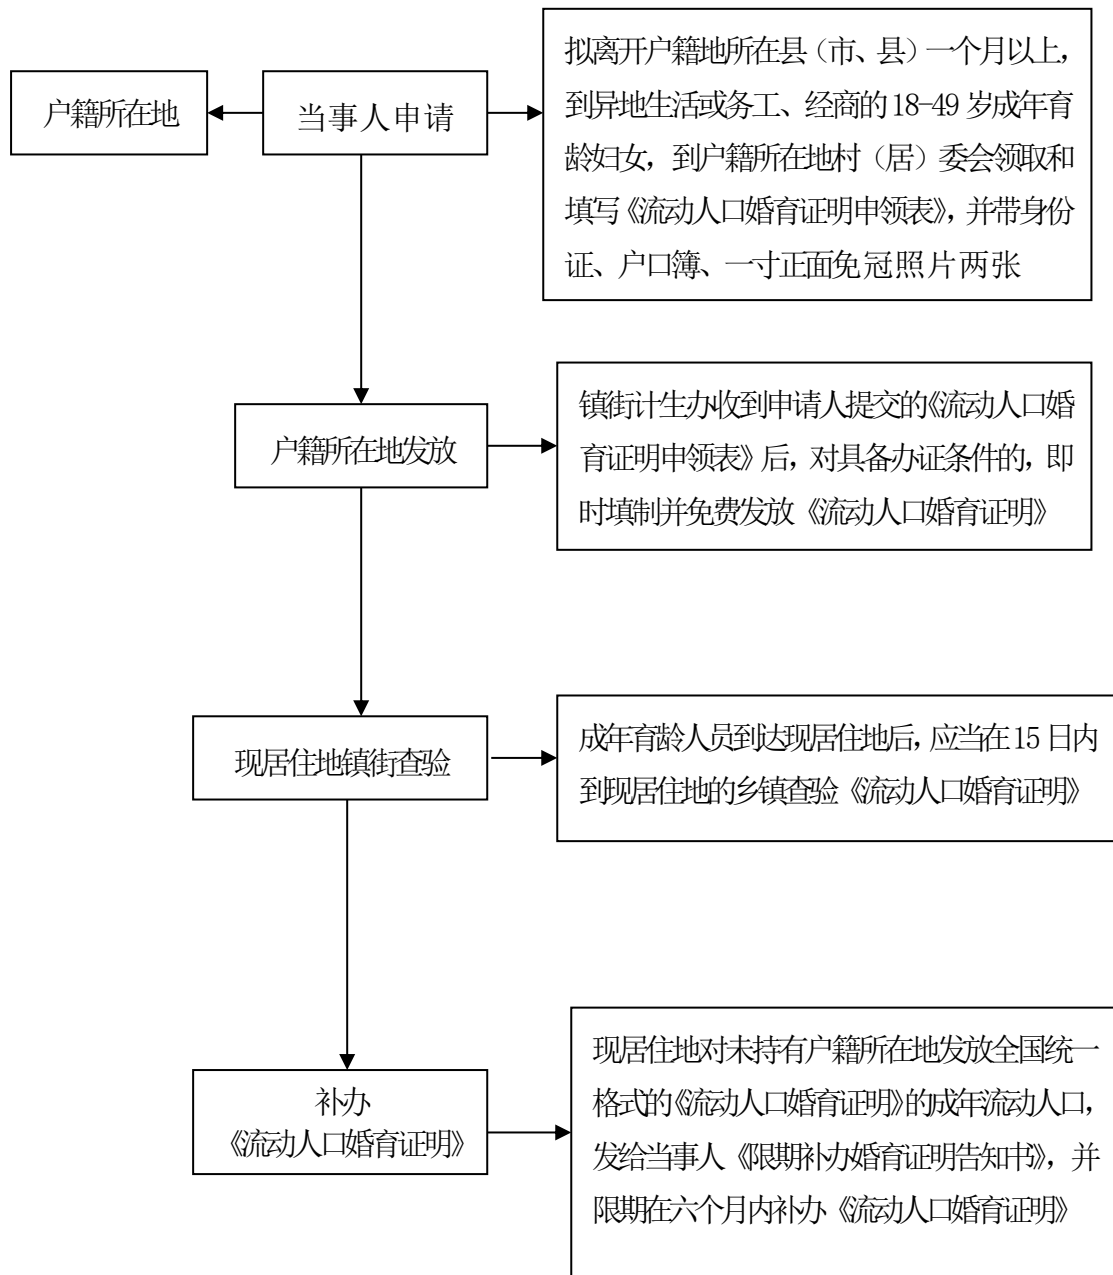 户籍所在地
当事人申请
拟离开户籍地所在县（市、县）一个月以上，
到异地生活或务工、经商的18-49岁成年育
龄妇女，到户籍所在地村（居）委会领取和
填写《流动人口婚育证明申领表》，并带身份
证、户口簿、一寸正面免冠照片两张
户籍所在地发放
镇街计生办收到申请人提交的《流动人口婚
育证明申领表》后，对具备办证条件的，即
时填制并免费发放《流动人口婚育证明》
现居住地镇街查验
成年育龄人员到达现居住地后，应当在15日内
到现居住地的乡镇查验《流动人口婚育证明》
补办
《流动人口婚育证明》
现居住地对未持有户籍所在地发放全国统一
格式的《流动人口婚育证明》的成年流动人口，
发给当事人《限期补办婚育证明告知书》，并
限期在六个月内补办《流动人口婚育证明》